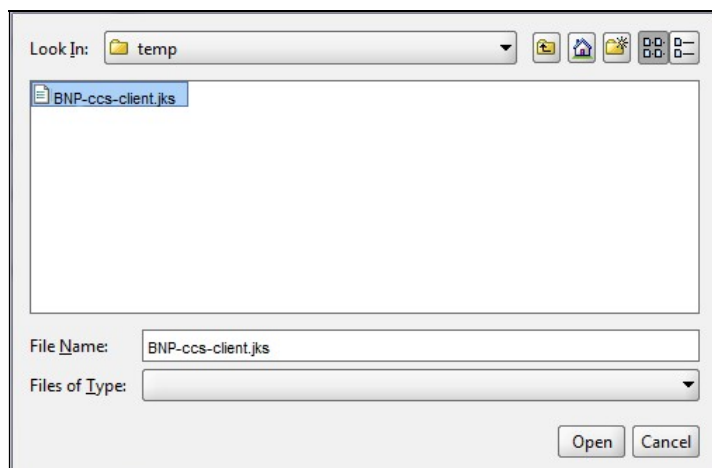 Look In: temp
BNP-ccs-client.jks
File Name: BNP-ccs-client.jks
Files of Type:
Open Cancel